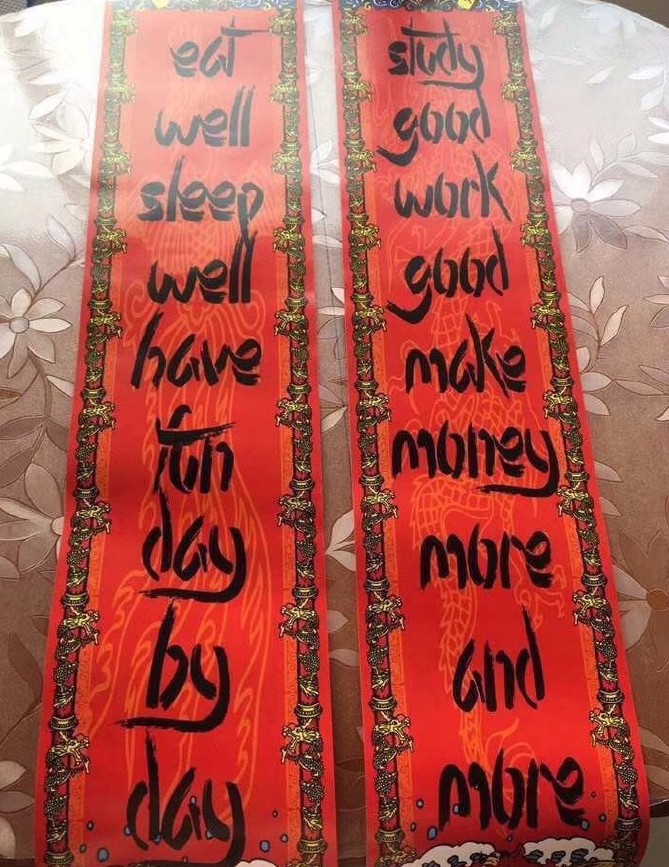 eat
well
sleep
well
have
fun
day
by
day
study
good
work
good
make
money
more
and
more